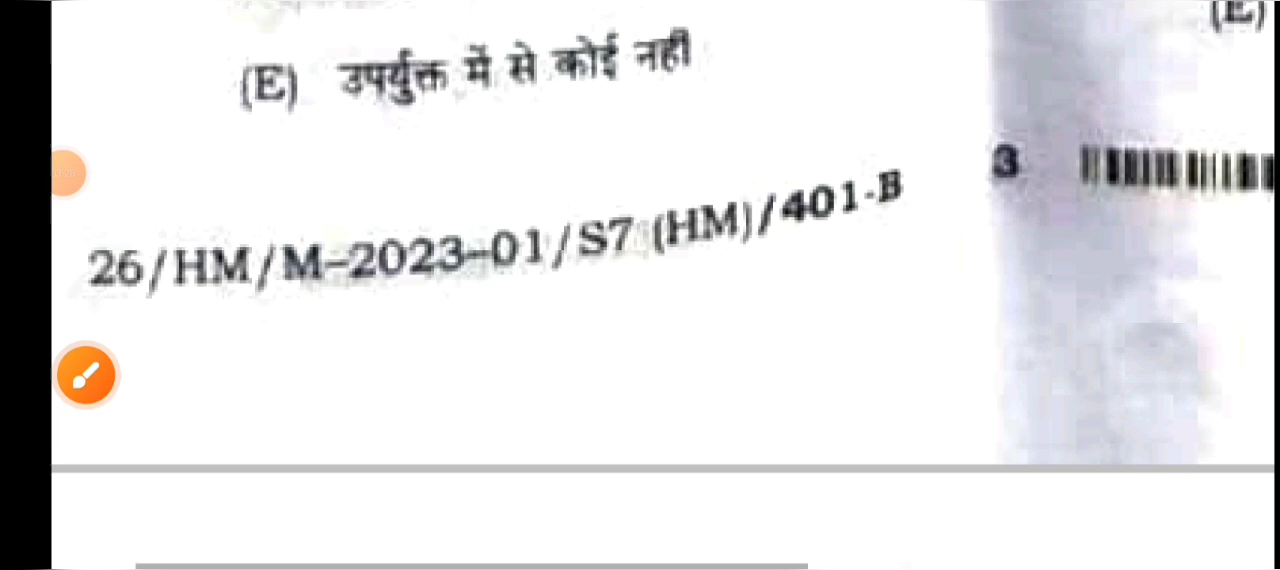 (E)
(E) उपर्युक्त में से कोई नहीं
3
26/HM/M-2023-01/S7 (HM)/401-B